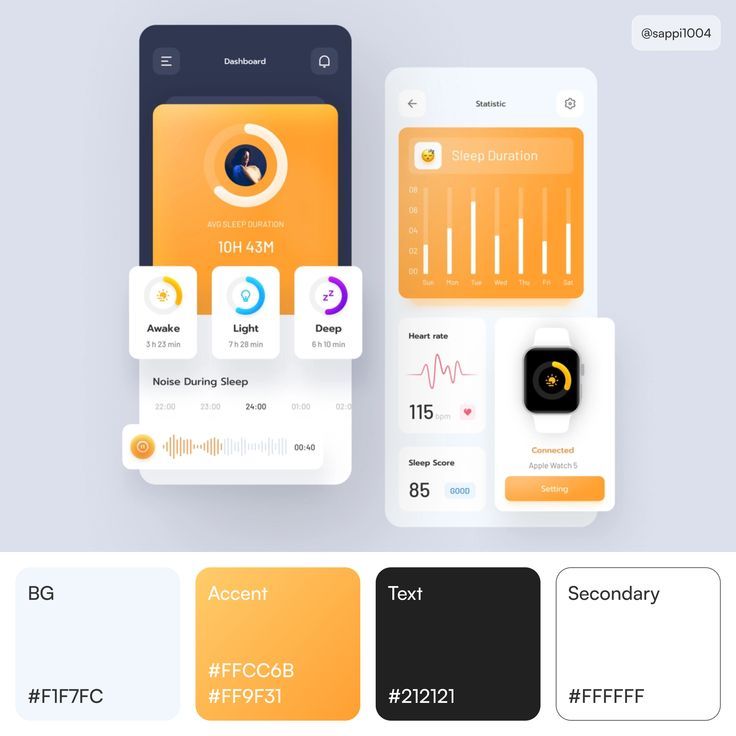 @sappi1004
Dashboard
AVG SLEEP DURATION
10H 43M
Awake
3 h 23 min
Light
7 h 28 min
zz
Deep
6 h 10 min
Noise During Sleep
22:00 23:00 24:00 01:00 02:0
00:40
Statistic
Sleep Duration
08
08
04
02
00
Sun Mon Tue Wed Thu Fri Sat
Heart rate
115 bpm
Sleep Score
85 GOOD
Connected
Apple Watch 5
Setting
BG
#F1F7FC
Accent
#FFCC6B
#FF9F31
Text
#212121
Secondary
#FFFFFF